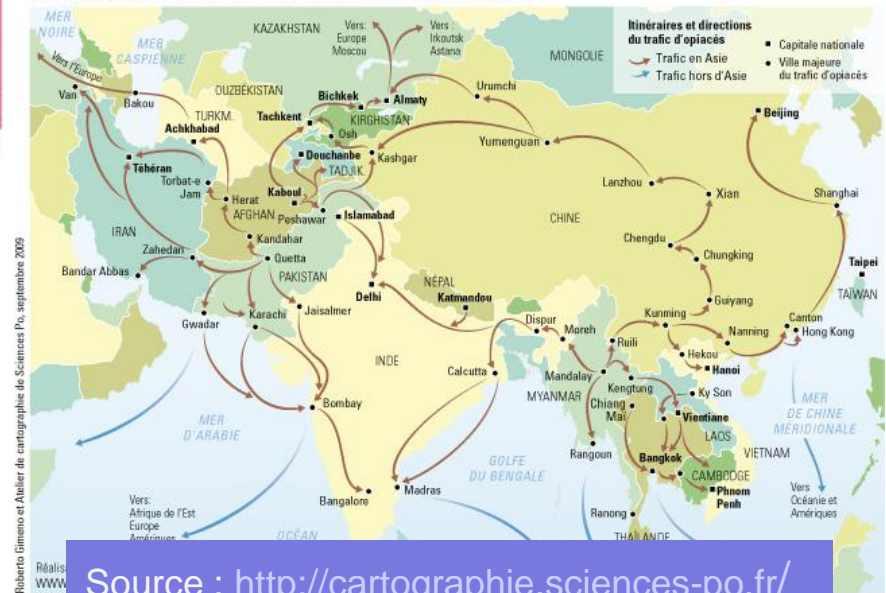 MER
NOIRE
MER
CASPIENNE
Vers l'Europe
KAZAKHSTAN
Vers:
Europe
Moscou
Vers :
Irkoutsk
Astana
MONGOLIE
Itinéraires et directions
du trafic d'opiacés
Trafic en Asie
Trafic hors d'Asie
Capitale nationale
Ville majeure
du trafic d'opiacés
Van
Bakou
OUZBÉKISTAN
TURKM.
Achkhabad
Tachkent
Bichkek
Almaty
Urumchi
KIRGHISTAN
Osh
Douchanbe
TADJIK.
Kashgar
Yumenguan
Beijing
Téhéran
Torbat-e
Jam
Herat
AFGHAN.
Kaboul
Peshawar
Islamabad
Lanzhou
Xian
Shanghai
IRAN
Kandahar
CHINE
Chengdu
Chungking
Zahedan
Quetta
PAKISTAN
Bandar Abbas
Delhi
NÉPAL
Katmandou
Guiyang
Taipei
TAÏWAN
Gwadar
Karachi
Jaisalmer
Dispur
Moreh
Kunming
Nanning
Canton
Hong Kong
Ruili
Hekou
Hanoi
INDE
Calcutta
Mandalay
MYANMAR
Kengtung
Chiang
Maï
Ky Son
Vientiane
LAOS
MER
DE CHINE
MÉRIDIONALE
Bombay
MER
D'ARABIE
GOLFE
DU BENGALE
Rangoun
Bangkok
CAMBODGE
VIETNAM
Phnom
Penh
Bangalore
Madras
Ranong
THAÏLANDE
Vers:
Afrique de l'Est
Europe
Amériques
OCÉAN
Vers
Océanie et
Amériques
Roberto Gimeno et Atelier de cartographie de Sciences Po, septembre 2009
Réalis
WWW
Source : http://cartographie.sciences-po.fr/